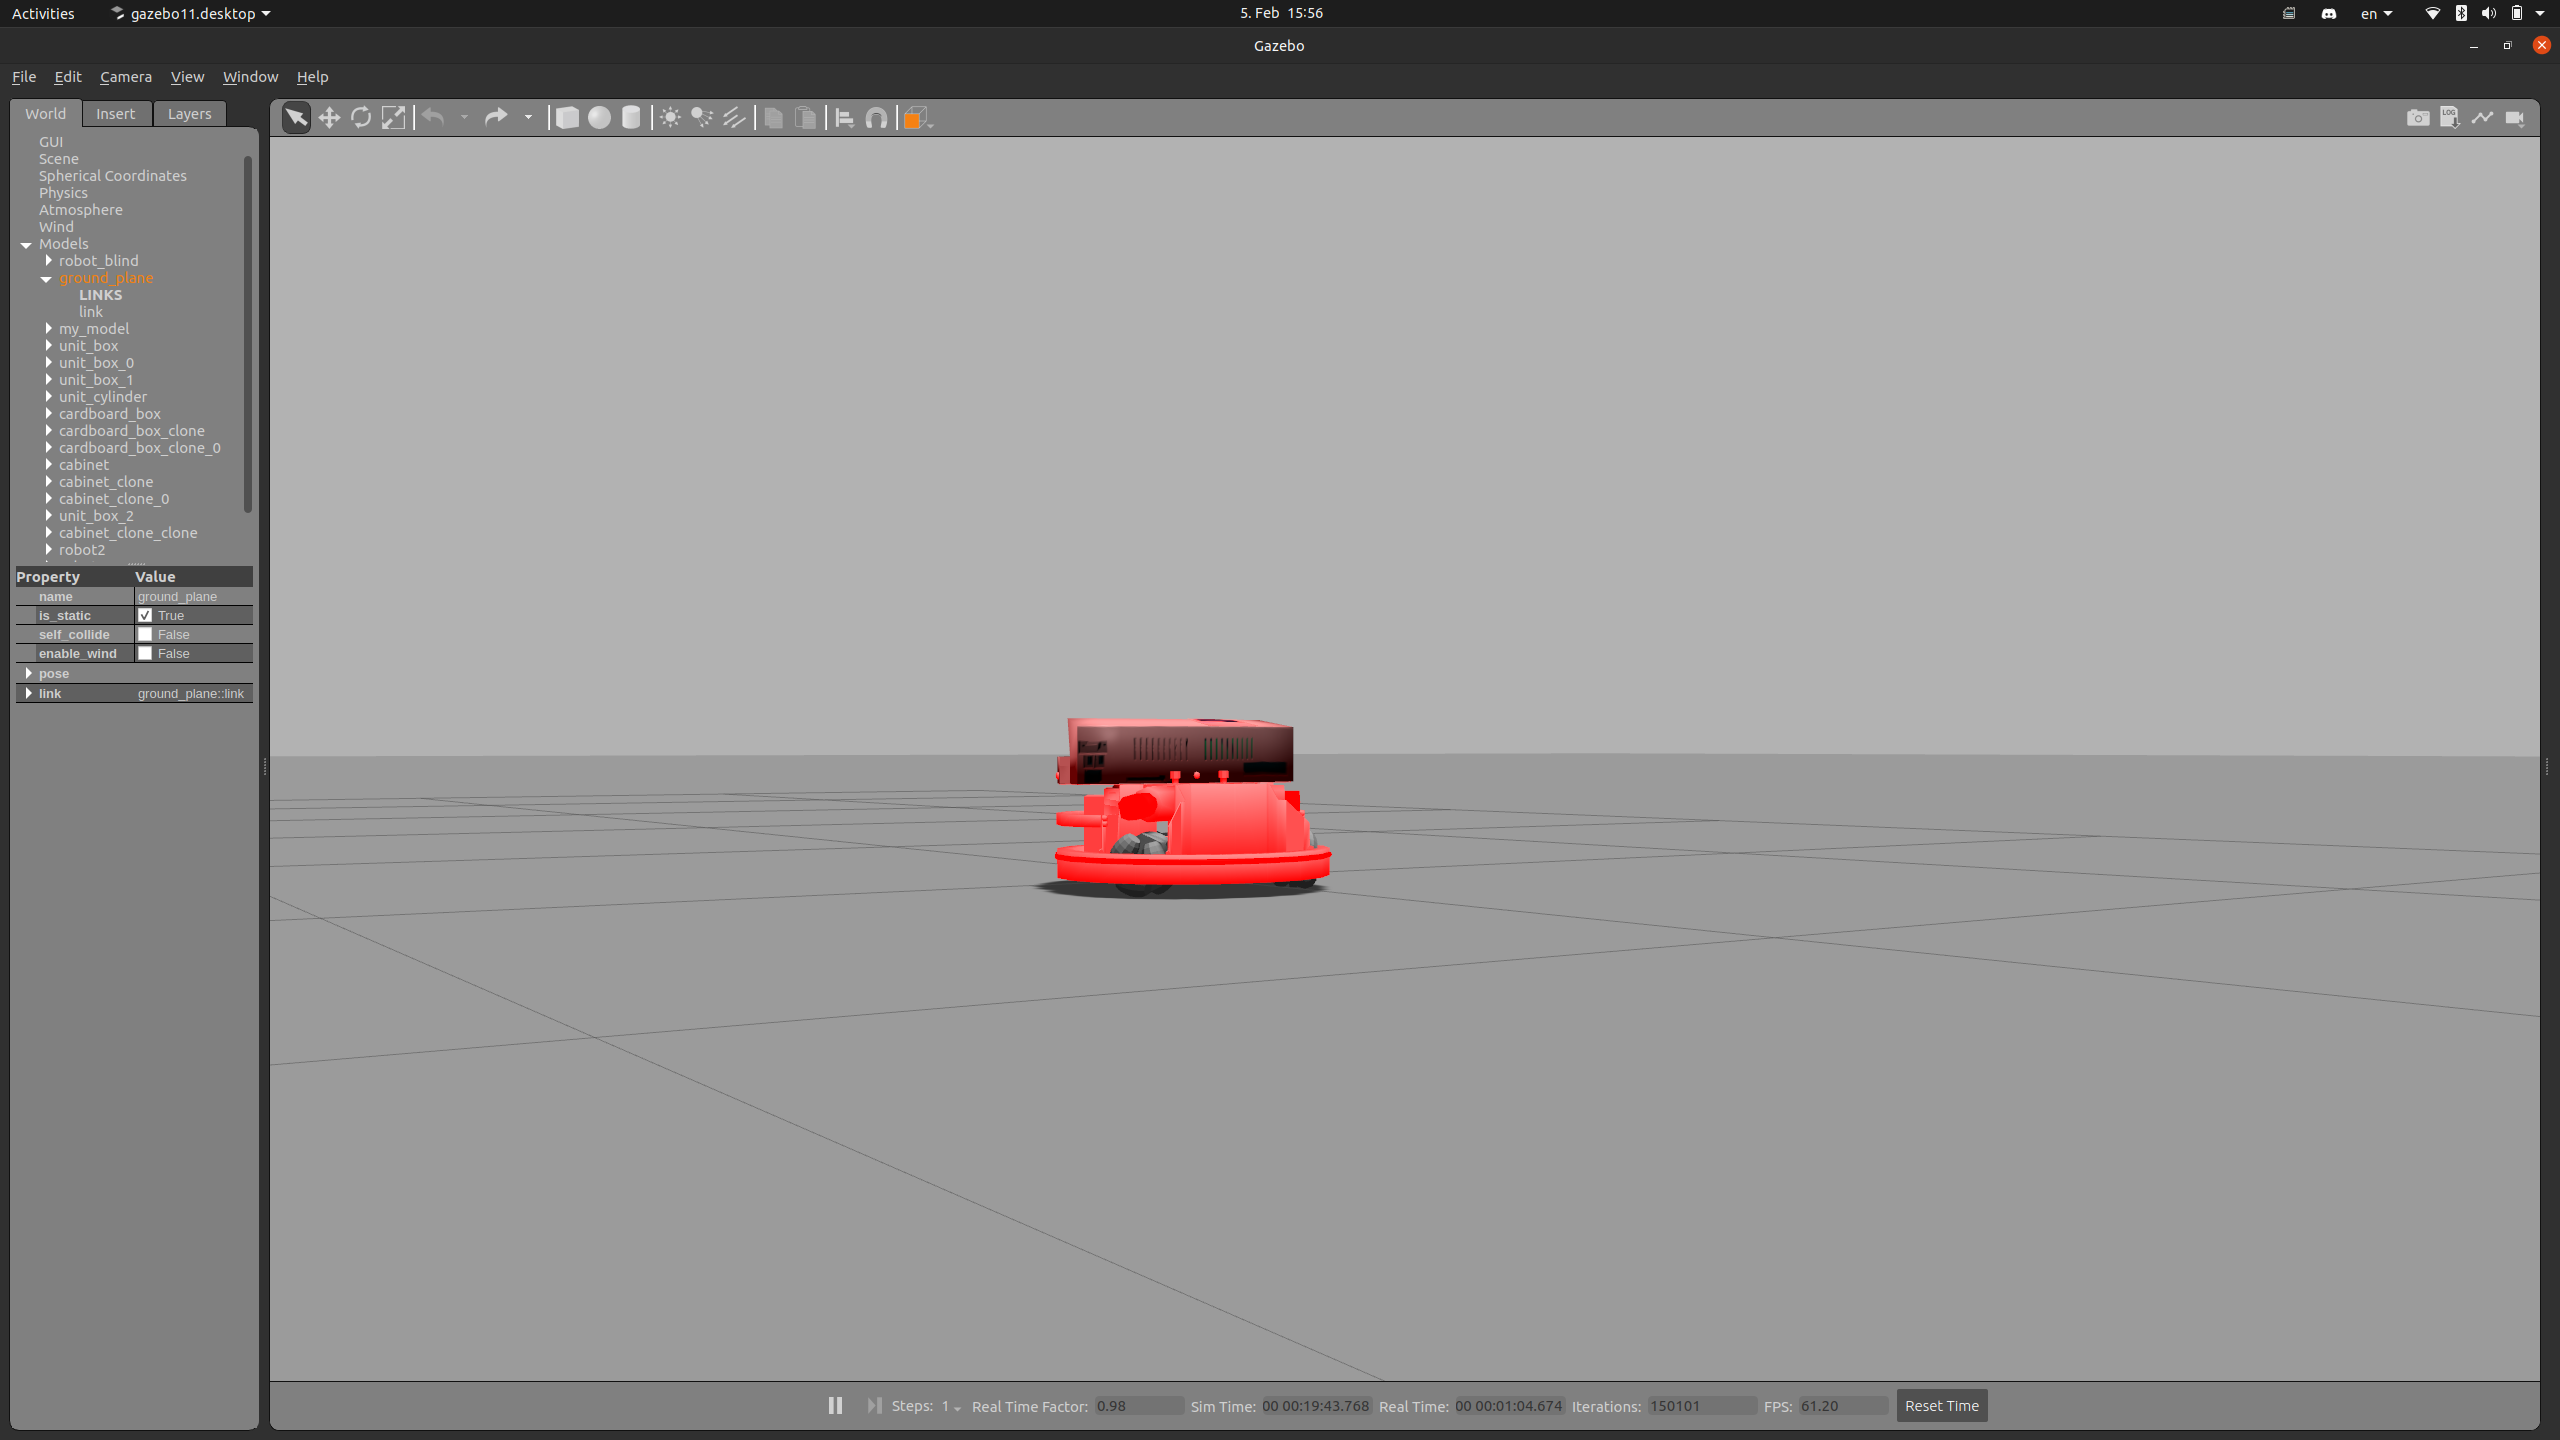 Activities gazebo11.desktop 5. Feb 15:56 en
Gazebo
File Edit Camera View Window Help
World Insert Layers
GUI
Scene
Spherical Coordinates
Physics
Atmosphere
Wind
Models
robot_blind
ground_plane
LINKS
link
my_model
unit_box
unit_box_0
unit_box_1
unit_cylinder
cardboard_box
cardboard_box_clone
cardboard_box_clone_0
cabinet
cabinet_clone
cabinet_clone_0
unit_box_2
cabinet_clone_clone
robot2
Property Value
name ground_plane
is_static True
self_collide False
enable_wind False
pose
link ground_plane::link
LOG
Steps: 1 Real Time Factor: 0.98 Sim Time: 00 00:19:43.768 Real Time: 00 00:01:04.674 Iterations: 150101 FPS: 61.20 Reset Time